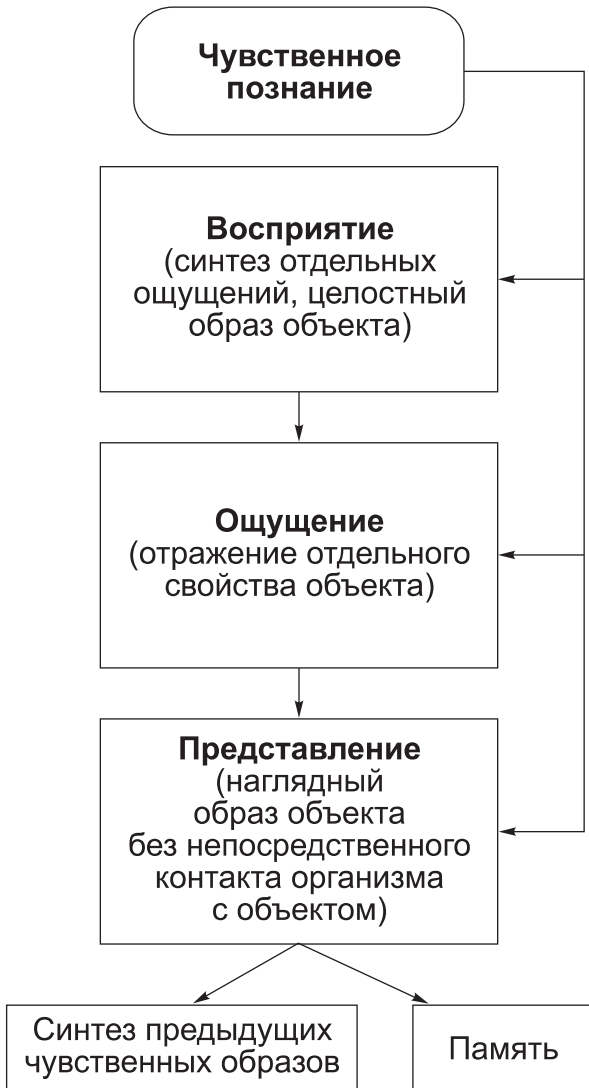 Чувственное
познание
Восприятие
(синтез отдельных
ощущений, целостный
образ объекта)
Ощущение
(отражение отдельного
свойства объекта)
Представление
(наглядный
образ объекта
без непосредственного
контакта организма
с объектом)
Синтез предыдущих
чувственных образов
Память